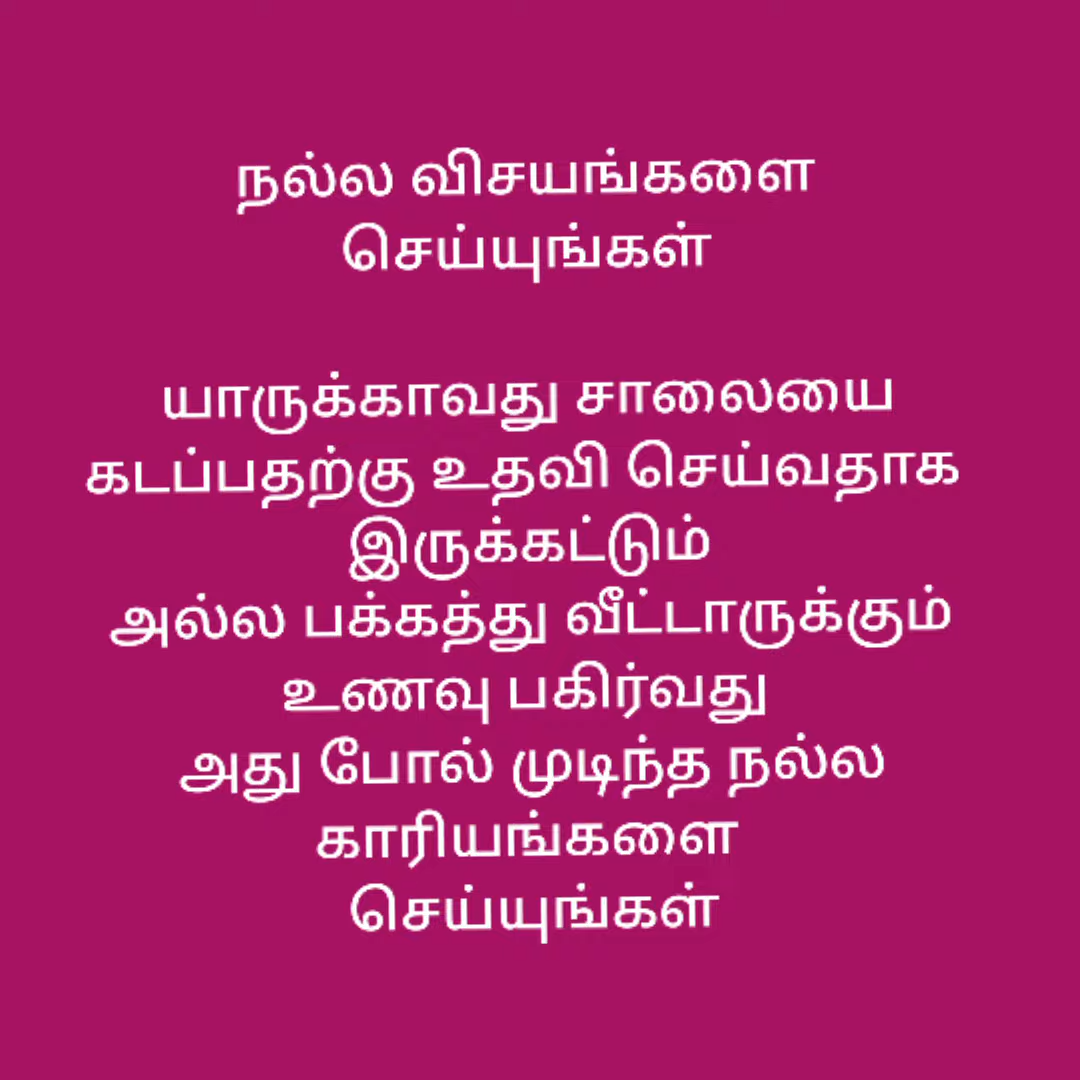 நல்ல விசயங்களை
செய்யுங்கள்
யாருக்காவது சாலையை
கடப்பதற்கு உதவி செய்வதாக
இருக்கட்டும்
அல்ல பக்கத்து வீட்டாருக்கும்
உணவு பகிர்வது
அது போல் முடிந்த நல்ல
காரியங்களை
செய்யுங்கள்